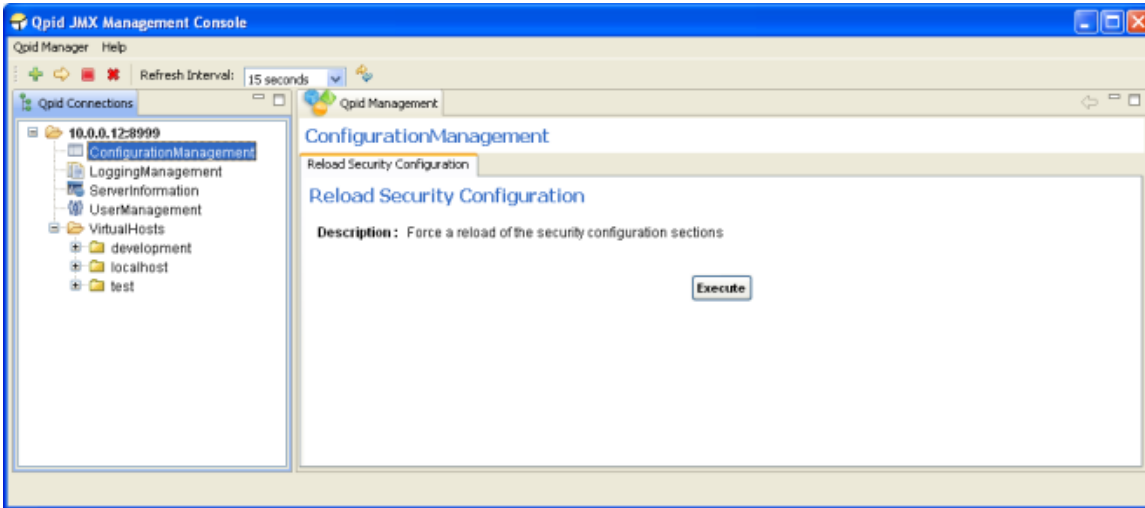 Qpid JMX Management Console
Qpid Manager Help
Refresh Interval: 15 seconds
Qpid Connections
Qpid Management
10.0.0.12:8999
ConfigurationManagement
LoggingManagement
ServerInformation
UserManagement
VirtualHosts
development
localhost
test
ConfigurationManagement
Reload Security Configuration
Reload Security Configuration
Description : Force a reload of the security configuration sections
Execute